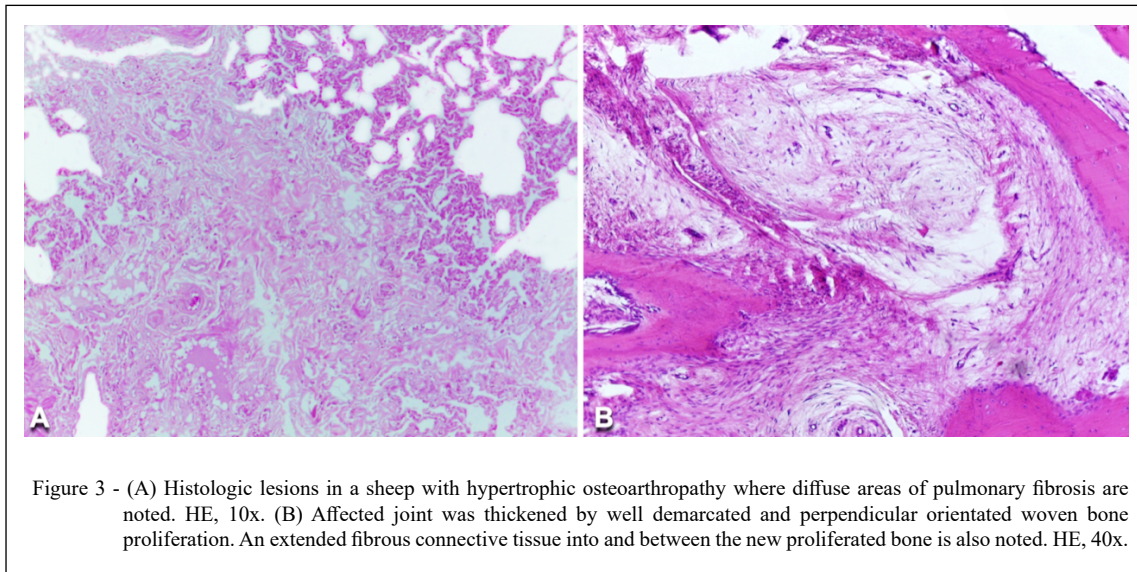 A
B
Figure 3 - (A) Histologic lesions in a sheep with hypertrophic osteoarthropathy where diffuse areas of pulmonary fibrosis are
noted. HE, 10x. (B) Affected joint was thickened by well demarcated and perpendicular orientated woven bone
proliferation. An extended fibrous connective tissue into and between the new proliferated bone is also noted. HE, 40x.